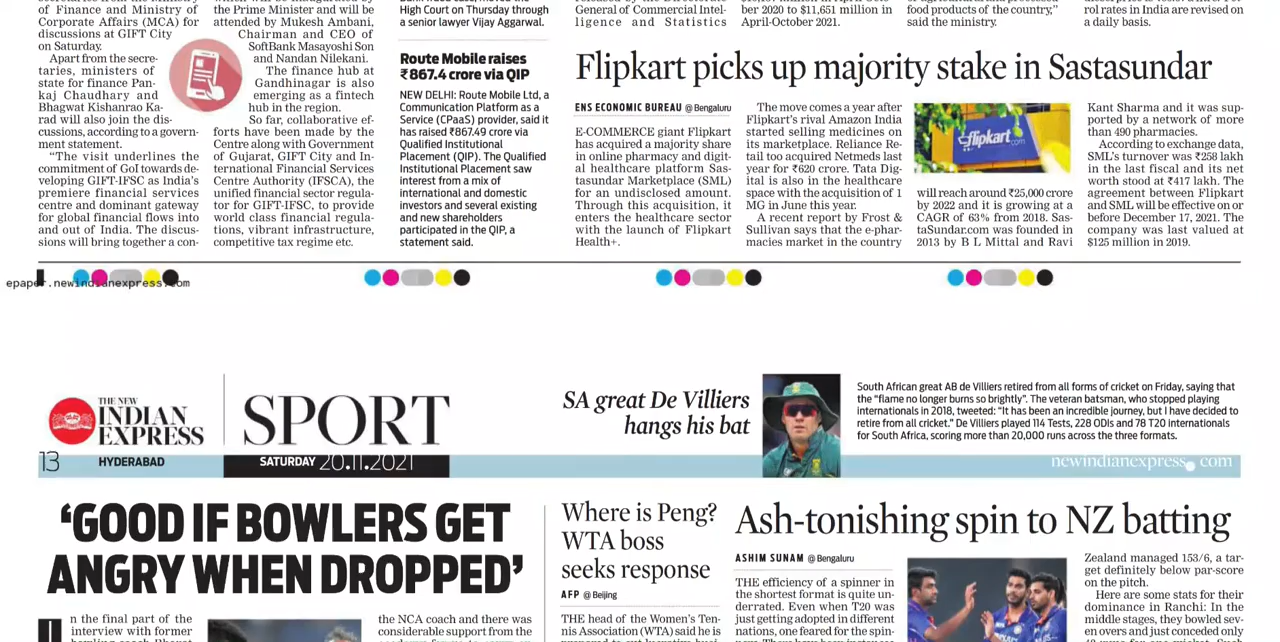 of Finance and Ministry of
Corporate Affairs (MCA) for
discussions at GIFT City
on Saturday.
Apart from the secre-
taries, ministers of
state for finance Pan-
kaj Chaudhary and
Bhagwat Kishanrao Ka-
rad will also join the dis-
cussions, according to a govern-
ment statement.
"The visit underlines the
commitment of GoI towards de-
veloping GIFT-IFSC as India's
premiere financial services
centre and dominant gateway
for global financial flows into
and out of India. The discus-
sions will bring together a con-
the Prime Minister and will be
attended by Mukesh Ambani,
Chairman and CEO of
SoftBank Masayoshi Son
and Nandan Nilekani.
The finance hub at
Gandhinagar is also
emerging as a fintech
hub in the region.
So far, collaborative ef-
forts have been made by the
Centre along with Government
of Gujarat, GIFT City and In-
ternational Financial Services
Centre Authority (IFSCA), the
unified financial sector regula-
tor for GIFT-IFSC, to provide
world class financial regula-
tions, vibrant infrastructure,
competitive tax regime etc.
High Court on Thursday through
a senior lawyer Vijay Aggarwal.
Route Mobile raises
₹867.4 crore via QIP
NEW DELHI: Route Mobile Ltd, a
Communication Platform as a
Service (CPaaS) provider, said it
has raised ₹867.49 crore via
Qualified Institutional
Placement (QIP). The Qualified
Institutional Placement saw
interest from a mix of
international and domestic
investors and several existing
and new shareholders
participated in the QIP, a
statement said.
General of Commercial Intel-
ligence and Statistics
ber 2020 to $11,651 million in
April-October 2021.
food products of the country,"
said the ministry.
rol rates in India are revised on
a daily basis.
Flipkart picks up majority stake in Sastasundar
ENS ECONOMIC BUREAU @ Bengaluru
E-COMMERCE giant Flipkart
has acquired a majority share
in online pharmacy and digit-
al healthcare platform Sas-
tasundar Marketplace (SML)
for an undisclosed amount.
Through this acquisition, it
enters the healthcare sector
with the launch of Flipkart
Health+.
The move comes a year after
Flipkart's rival Amazon India
started selling medicines on
its marketplace. Reliance Re-
tail too acquired Netmeds last
year for ₹620 crore. Tata Dig-
ital is also in the healthcare
space with the acquisition of 1
MG in June this year.
A recent report by Frost &
Sullivan says that the e-phar-
macies market in the country
flipkart.com
will reach around ₹25,000 crore
by 2022 and it is growing at a
CAGR of 63% from 2018. Sas-
taSundar.com was founded in
2013 by B L Mittal and Ravi
Kant Sharma and it was sup-
ported by a network of more
than 490 pharmacies.
According to exchange data,
SML's turnover was ₹258 lakh
in the last fiscal and its net
worth stood at ₹417 lakh. The
agreement between Flipkart
and SML will be effective on or
before December 17, 2021. The
company was last valued at
$125 million in 2019.
epaper.newindianexpress.com
THE NEW
INDIAN
EXPRESS
13
HYDERABAD
SPORT
SATURDAY 20.11.2021
SA great De Villiers
hangs his bat
South African great AB de Villiers retired from all forms of cricket on Friday, saying that
the "flame no longer burns so brightly". The veteran batsman, who stopped playing
internationals in 2018, tweeted: "It has been an incredible journey, but I have decided to
retire from all cricket." De Villiers played 114 Tests, 228 ODIs and 78 T20 internationals
for South Africa, scoring more than 20,000 runs across the three formats.
newindianexpress.com
'GOOD IF BOWLERS GET
ANGRY WHEN DROPPED'
In the final part of the
interview with former
the NCA coach and there was
considerable support from the
Where is Peng?
WTA boss
seeks response
AFP @ Beijing
THE head of the Women's Ten-
nis Association (WTA) said he is
Ash-tonishing spin to NZ batting
ASHIM SUNAM @ Bengaluru
THE efficiency of a spinner in
the shortest format is quite un-
derrated. Even when T20 was
just getting adopted in different
nations, one feared for the spin-
Zealand managed 153/6, a tar-
get definitely below par-score
on the pitch.
Here are some stats for their
dominance in Ranchi: In the
middle stages, they bowled sev-
en overs and just conceded only